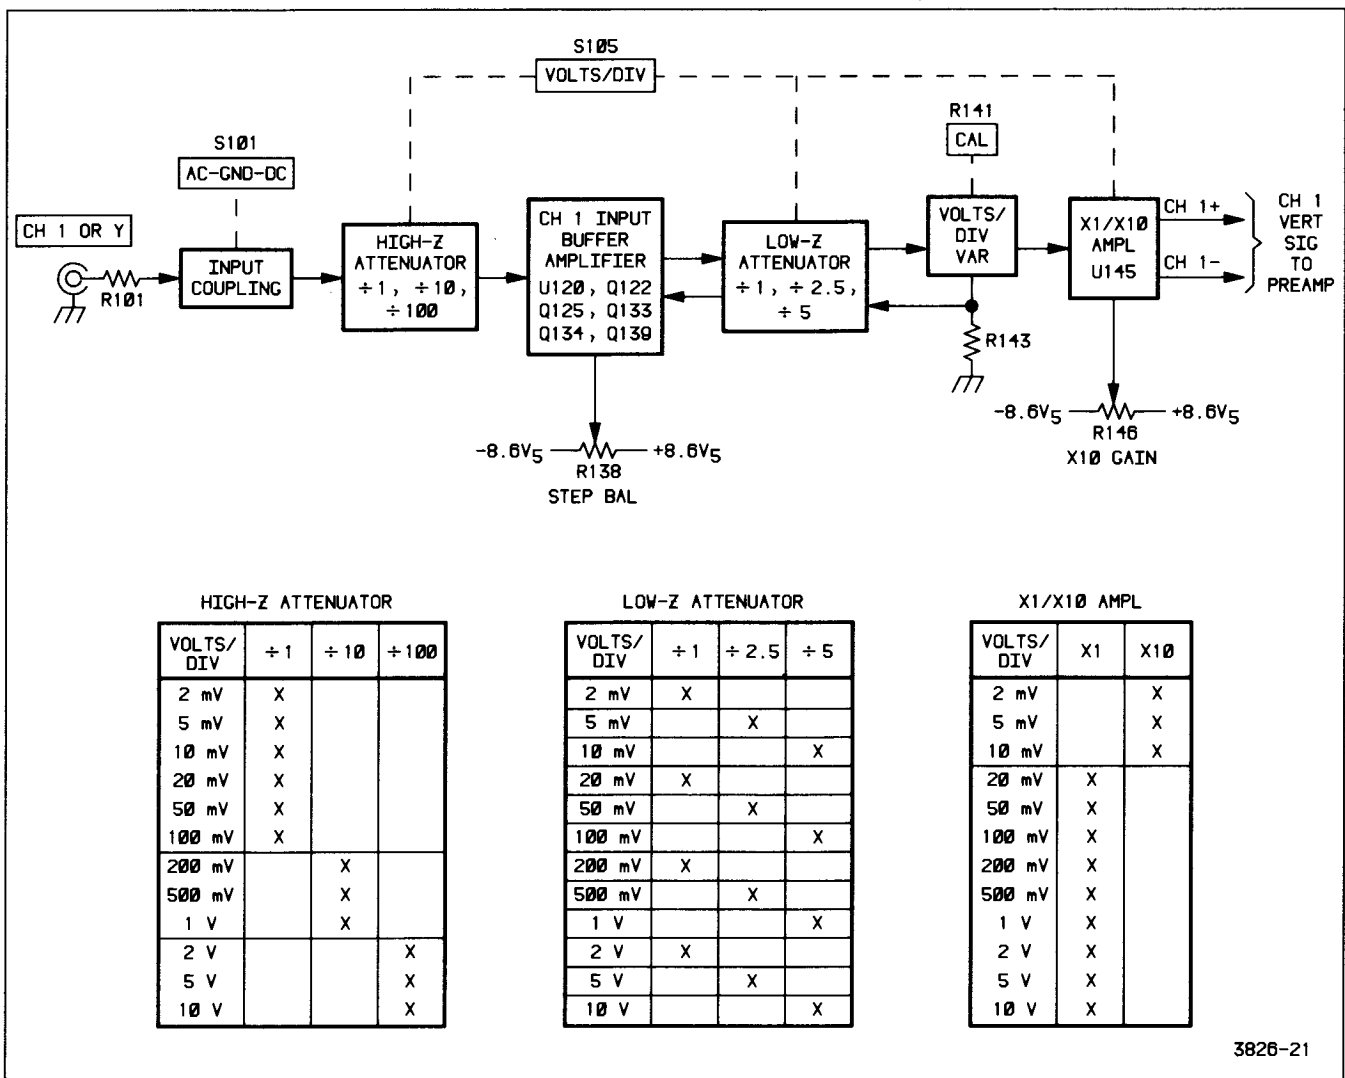 S105
VOLTS/DIV
S101
AC-GND-DC
R141
CAL
CH 1 OR Y
R101
INPUT
COUPLING
HIGH-Z
ATTENUATOR
÷1, ÷10,
÷100
CH 1 INPUT
BUFFER
AMPLIFIER
U120, Q122
Q125, Q133
Q134, Q139
LOW-Z
ATTENUATOR
÷1, ÷2.5,
÷5
VOLTS/
DIV
VAR
R143
X1/X10
AMPL
U145
CH 1+
CH 1-
CH 1
VERT
SIG
TO
PREAMP
-8.6V5 +8.6V5
R138
STEP BAL
-8.6V5 +8.6V5
R146
X10 GAIN
HIGH-Z ATTENUATOR
VOLTS/DIV ÷1 ÷10 ÷100
2 mV X
5 mV X
10 mV X
20 mV X
50 mV X
100 mV X
200 mV X
500 mV X
1 V X
2 V X
5 V X
10 V X
LOW-Z ATTENUATOR
VOLTS/DIV ÷1 ÷2.5 ÷5
2 mV X
5 mV X
10 mV X
20 mV X
50 mV X
100 mV X
200 mV X
500 mV X
1 V X
2 V X
5 V X
10 V X
X1/X10 AMPL
VOLTS/DIV X1 X10
2 mV X
5 mV X
10 mV X
20 mV X
50 mV X
100 mV X
200 mV X
500 mV X
1 V X
2 V X
5 V X
10 V X
3826-21